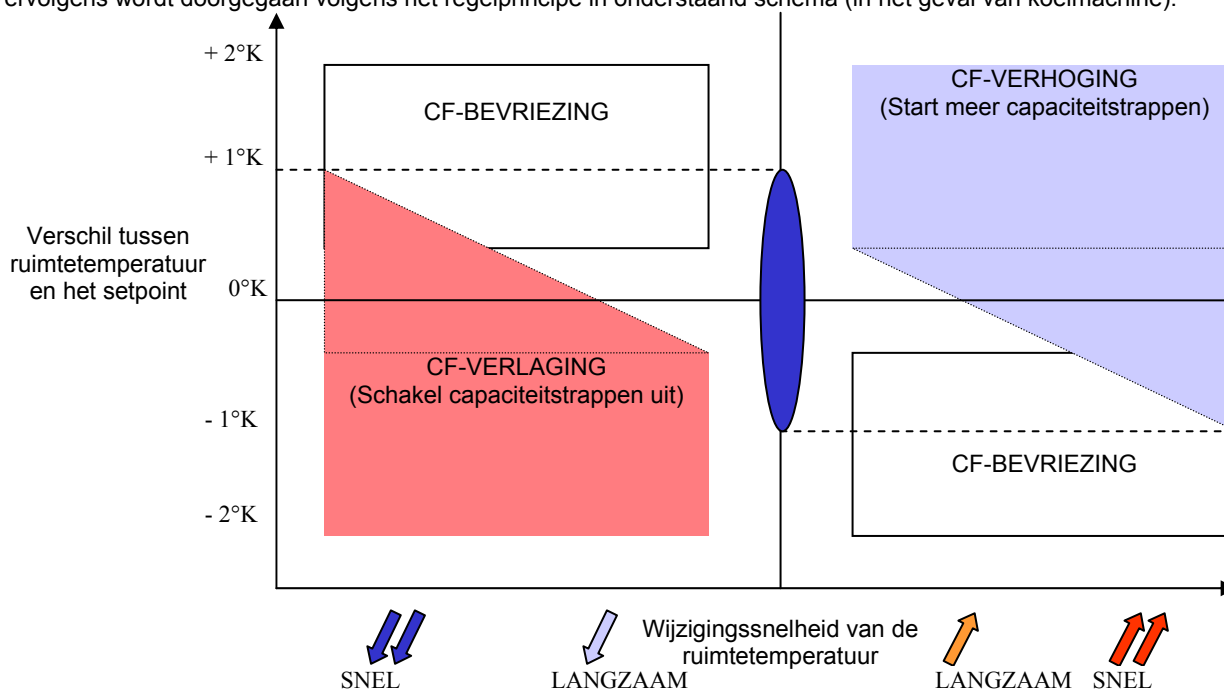 ervolgens wordt doorgegaan volgens het regelprincipe in onderstaand schema (in het geval van koelmachine).
+ 2°K
CF-BEVRIEZING
CF-VERHOGING
(Start meer capaciteitstrappen)
+ 1°K
Verschil tussen
ruimtetemperatuur
en het setpoint
0°K
CF-VERLAGING
(Schakel capaciteitstrappen uit)
- 1°K
CF-BEVRIEZING
- 2°K
Wijzigingssnelheid van de
ruimtetemperatuur
SNEL
LANGZAAM
LANGZAAM
SNEL